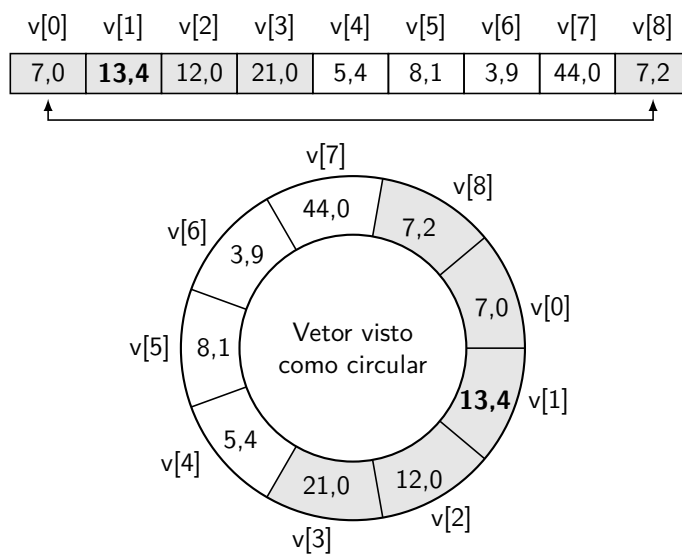 v[0] v[1] v[2] v[3] v[4] v[5] v[6] v[7] v[8]
7,0 13,4 12,0 21,0 5,4 8,1 3,9 44,0 7,2
v[7]
v[8]
44,0
7,2
v[6]
3,9
7,0
v[0]
Vetor visto
como circular
v[5]
8,1
13,4
v[1]
5,4
v[4]
21,0
12,0
v[2]
v[3]